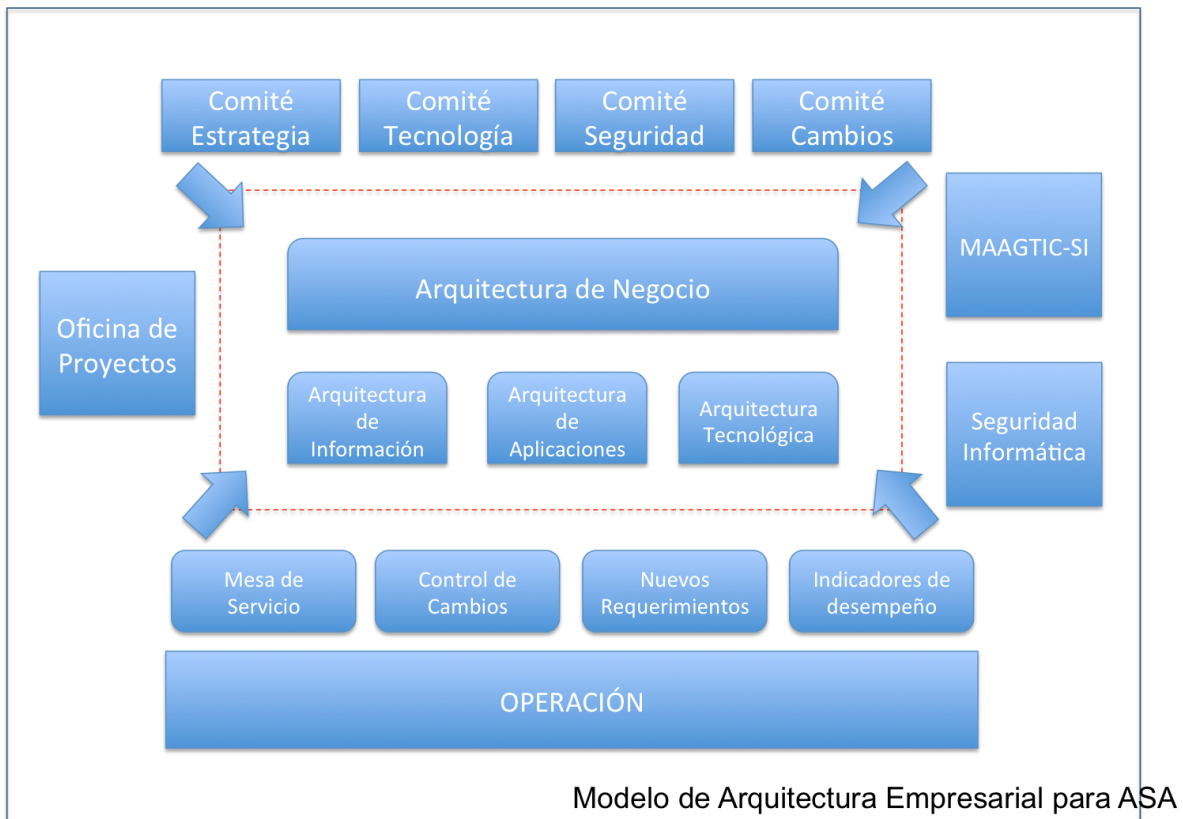 Comité
Estrategia
Comité
Tecnología
Comité
Seguridad
Comité
Cambios
MAAGTIC-SI
Arquitectura de Negocio
Oficina de
Proyectos
Arquitectura
de
Información
Arquitectura
de
Aplicaciones
Arquitectura
Tecnológica
Seguridad
Informática
Mesa de
Servicio
Control de
Cambios
Nuevos
Requerimientos
Indicadores de
desempeño
OPERACIÓN
Modelo de Arquitectura Empresarial para ASA